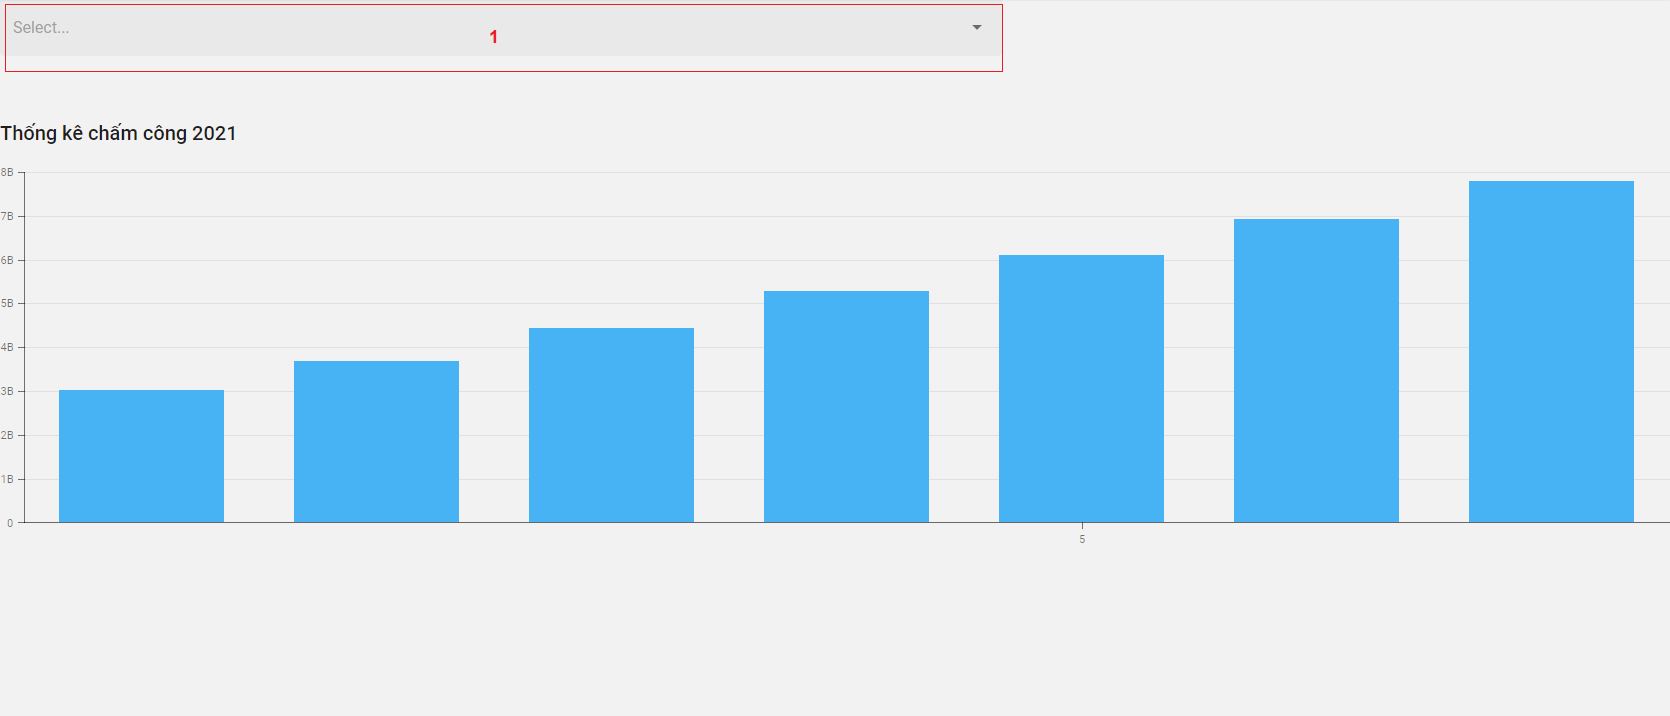 Select...
1
Thống kê chấm công 2021
8B
7B
6B
5B
4B
3B
2B
1B
0
5